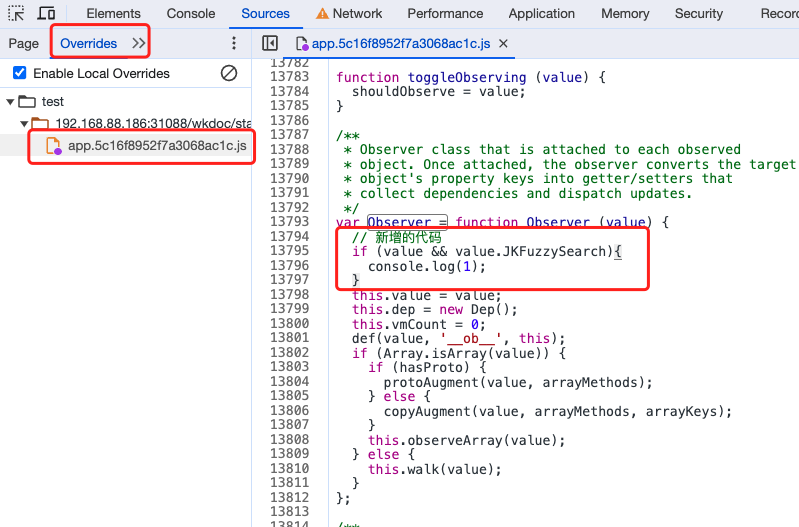 Elements Console Sources Network Performance Application Memory Security Recor
Page Overrides
app.5c16f8952f7a3068ac1c.js
Enable Local Overrides
test
192.168.88.186:31088/wkdoc/sta
app.5c16f8952f7a3068ac1c.js
13782
13783 function toggleObserving (value) {
13784 shouldObserve = value;
13785 }
13786
13787 /**
13788 * Observer class that is attached to each observed
13789 * object. Once attached, the observer converts the target
13790 * object's property keys into getter/setters that
13791 * collect dependencies and dispatch updates.
13792 */
13793 var Observer = function Observer (value) {
13794 // 新增的代码
13795 if (value && value.JKFuzzySearch){
13796 console.log(1);
13797 }
13798 this.value = value;
13799 this.dep = new Dep();
13800 this.vmCount = 0;
13801 def(value, '__ob__', this);
13802 if (Array.isArray(value)) {
13803 if (hasProto) {
13804 protoAugment(value, arrayMethods);
13805 } else {
13806 copyAugment(value, arrayMethods, arrayKeys);
13807 }
13808 this.observeArray(value);
13809 } else {
13810 this.walk(value);
13811 }
13812 };
13813
13814 /**